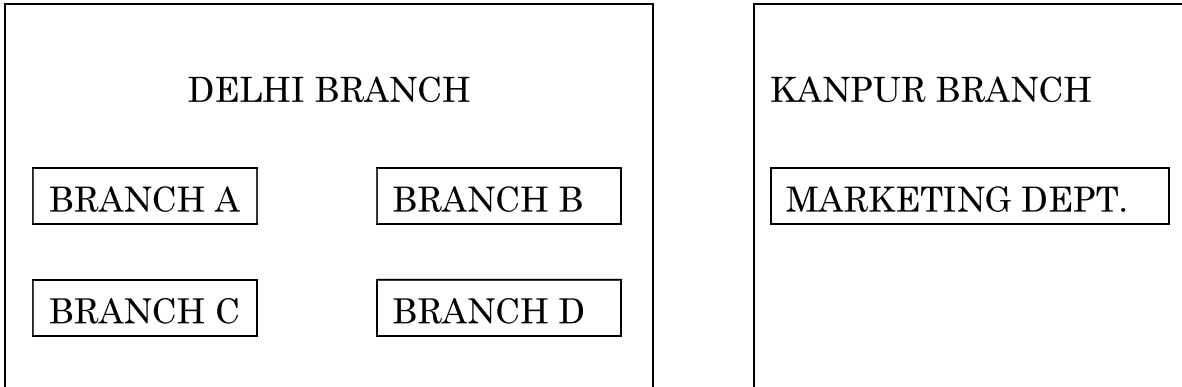 DELHI BRANCH
KANPUR BRANCH
BRANCH A
BRANCH B
MARKETING DEPT.
BRANCH C
BRANCH D